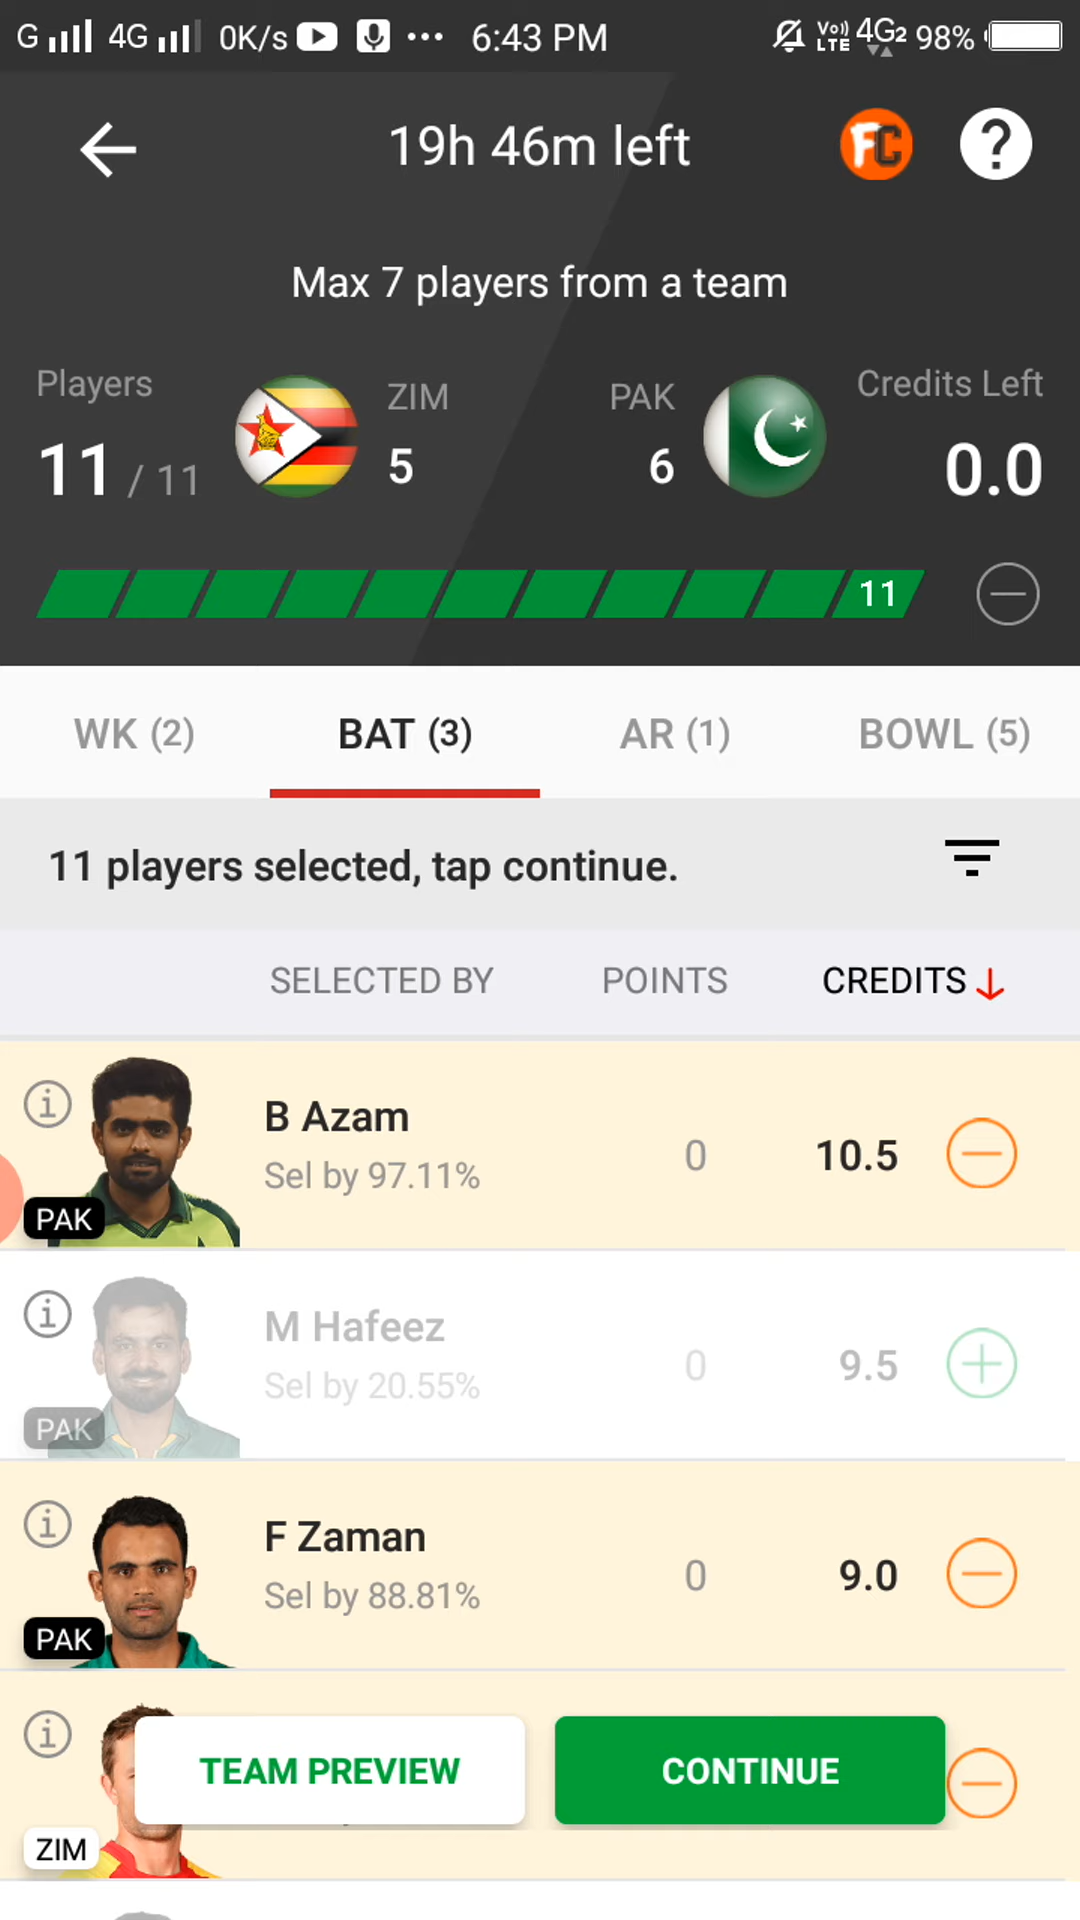 G 4G 0K/s ... 6:43 PM Vo)) LTE 4G2 98%
19h 46m left FC ?
Max 7 players from a team
Players ZIM PAK Credits Left
11 / 11 5 6 0.0
11
WK (2) BAT (3) AR (1) BOWL (5)
11 players selected, tap continue.
SELECTED BY POINTS CREDITS
B Azam
Sel by 97.11% 0 10.5
PAK
M Hafeez
Sel by 20.55% 0 9.5
PAK
F Zaman
Sel by 88.81% 0 9.0
PAK
TEAM PREVIEW CONTINUE
ZIM